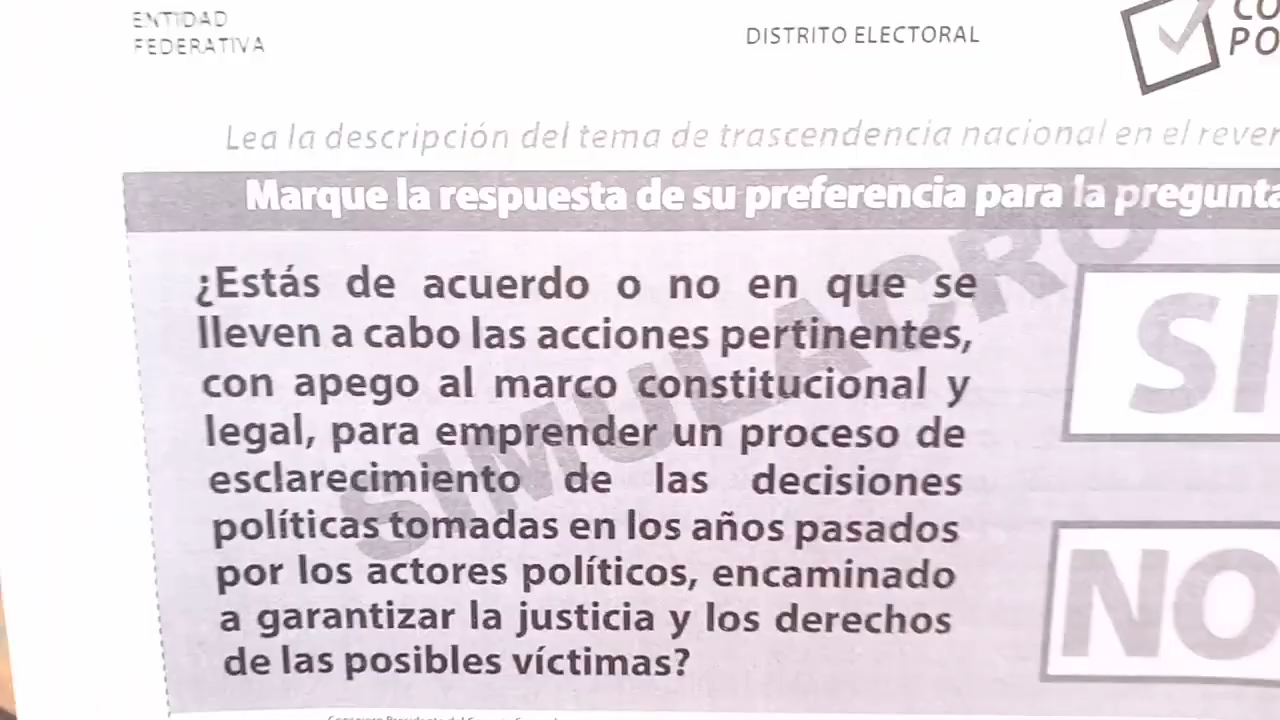 ENTIDAD
FEDERATIVA
DISTRITO ELECTORAL
CO
PO
Lea la descripción del tema de trascendencia nacional en el rever
Marque la respuesta de su preferencia para la pregunta
¿Estás de acuerdo o no en que se
lleven a cabo las acciones pertinentes,
con apego al marco constitucional y
legal, para emprender un proceso de
esclarecimiento de las decisiones
políticas tomadas en los años pasados
por los actores políticos, encaminado
a garantizar la justicia y los derechos
de las posibles víctimas?
SIMULACRO
SI
NO